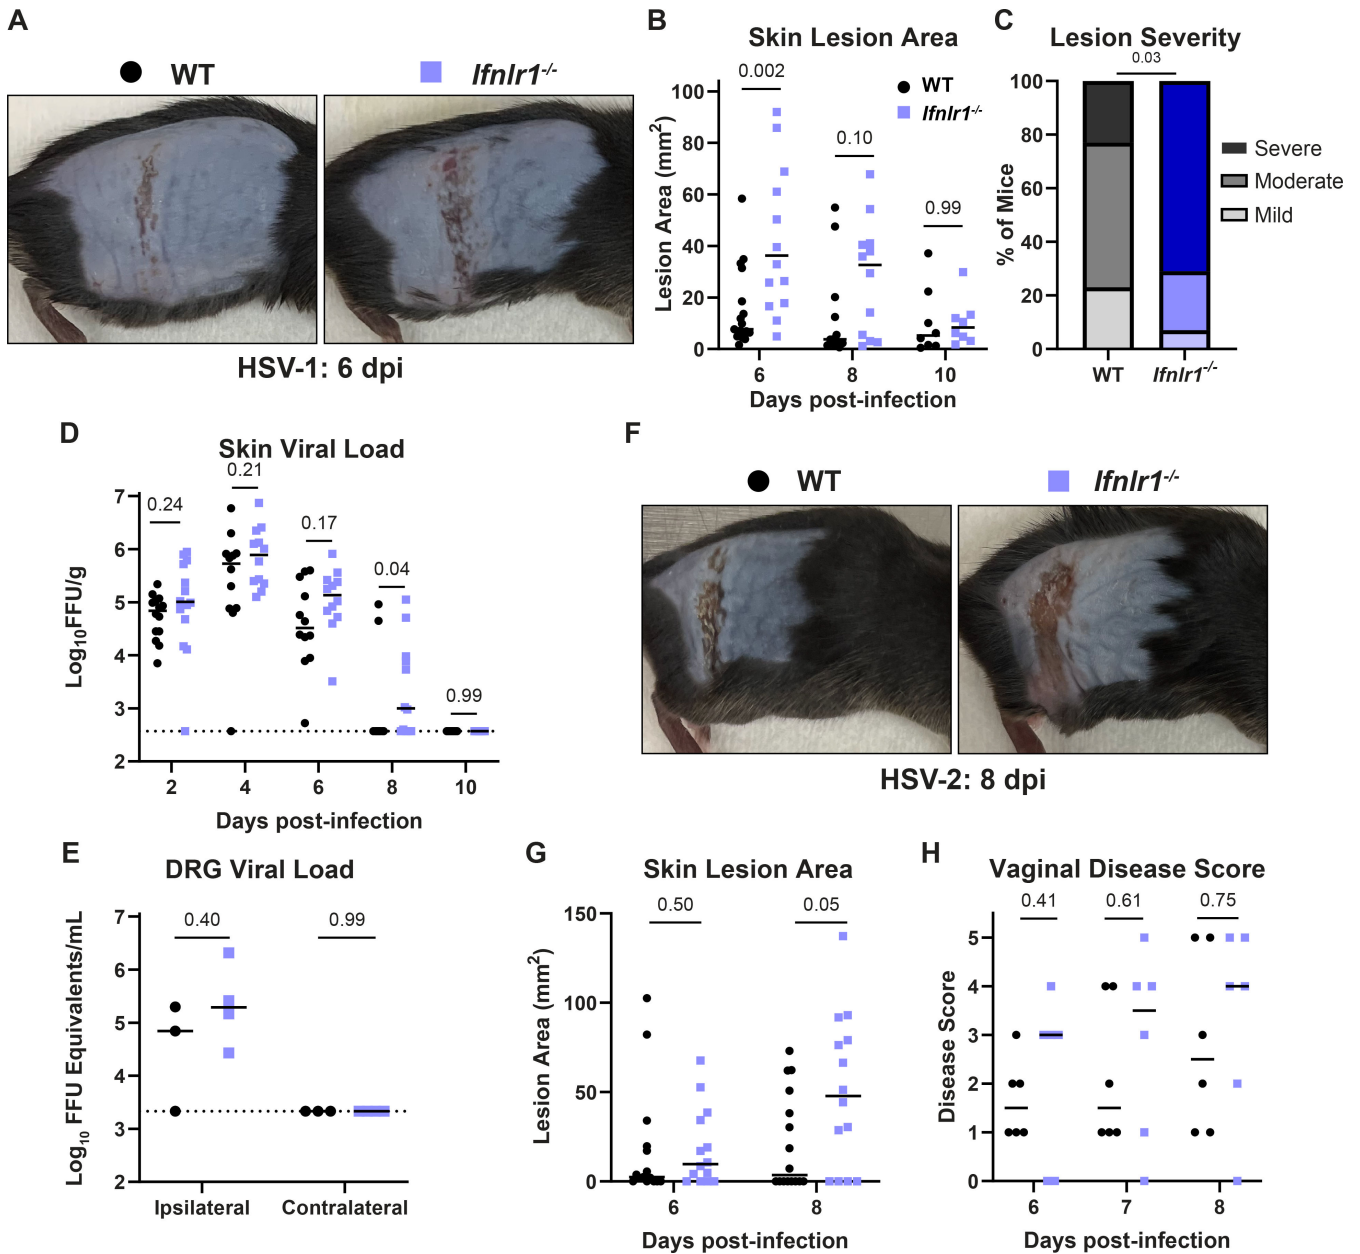 A
WT
Ifnlr1-/-
HSV-1: 6 dpi
B
Skin Lesion Area
0.002
0.10
0.99
WT
Ifnlr1-/-
Lesion Area (mm2)
100
80
60
40
20
0
6 8 10
Days post-infection
C
Lesion Severity
0.03
% of Mice
100
80
60
40
20
0
WT Ifnlr1-/-
Severe
Moderate
Mild
D
Skin Viral Load
0.24
0.21
0.17
0.04
0.99
Log10FFU/g
7
6
5
4
3
2
2 4 6 8 10
Days post-infection
F
WT
Ifnlr1-/-
HSV-2: 8 dpi
E
DRG Viral Load
0.40
0.99
Log10 FFU Equivalents/mL
7
6
5
4
3
2
Ipsilateral Contralateral
G
Skin Lesion Area
0.50
0.05
Lesion Area (mm2)
150
100
50
0
6 8
Days post-infection
H
Vaginal Disease Score
0.41
0.61
0.75
Disease Score
5
4
3
2
1
0
6 7 8
Days post-infection